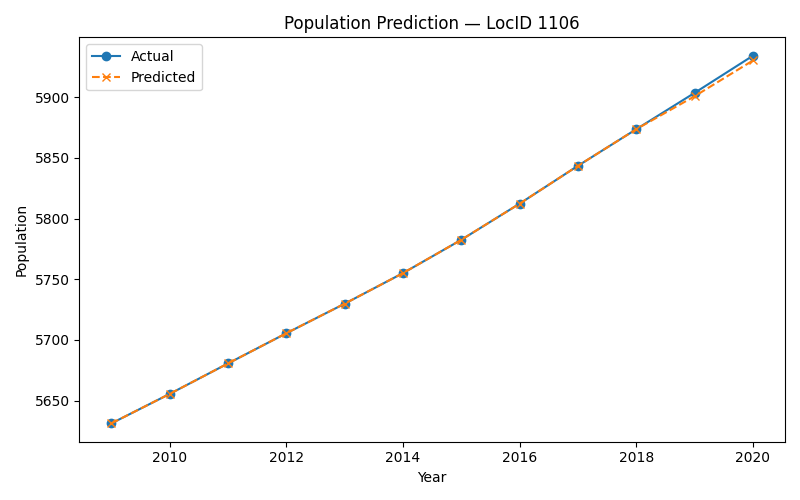 Population Prediction — LocID 1106
Actual
Predicted
5900
5850
5800
5750
5700
5650
Population
2010 2012 2014 2016 2018 2020
Year